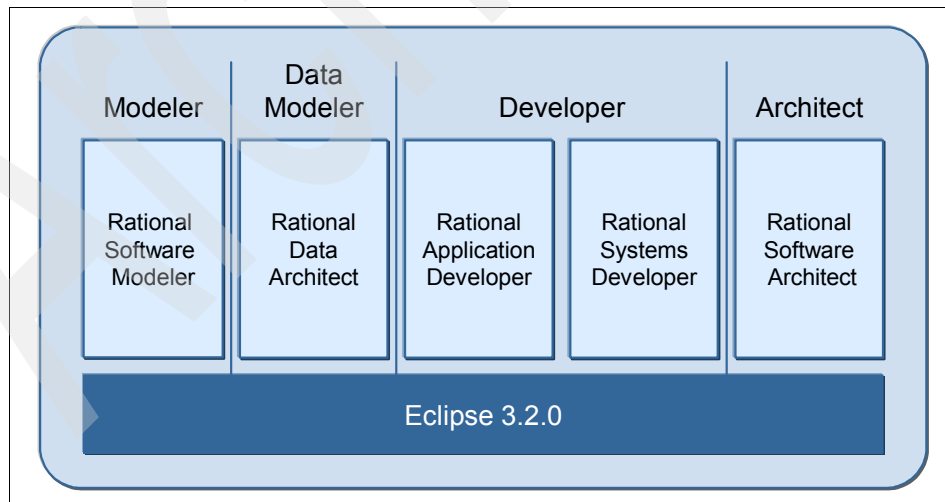 Modeler
Data
Modeler
Developer
Architect
Rational
Software
Modeler
Rational
Data
Architect
Rational
Application
Developer
Rational
Systems
Developer
Rational
Software
Architect
Eclipse 3.2.0